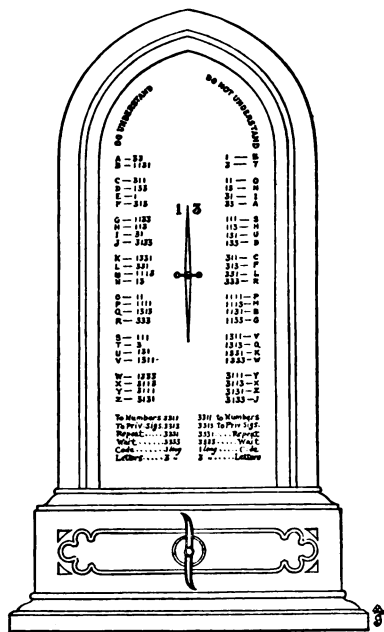 DO UNDERSTAND
DO NOT UNDERSTAND
1 3
A – 33
B – 1131
C – 311
D – 133
E – 1
F – 313
G – 1133
H – 113
I – 31
J – 3133
K – 1331
L – 331
M – 1113
N – 13
O – 11
P – 1111
Q – 1313
R – 333
S – 111
T – 3
U – 131
V – 1311
W – 1333
X – 3113
Y – 3111
Z – 3131
To Numbers 3311
To Priv Sigs. 3313
Repeat ..... 3331
Wait ...... 3333
Code ..... 1 long
Letters .... 3 "
1 – E
3 – T
11 – O
13 – N
31 – I
33 – A
111 – S
113 – H
131 – U
133 – D
311 – C
313 – F
331 – L
333 – R
1111 – P
1113 – M
1131 – B
1133 – G
1311 – V
1313 – Q
1331 – K
1333 – W
3111 – Y
3113 – X
3131 – Z
3133 – J
3311 to Numbers
3313 To Priv Sigs.
3331 ..... Repeat
3333 ...... Wait
1 long ..... Code
3 " ..... Letters